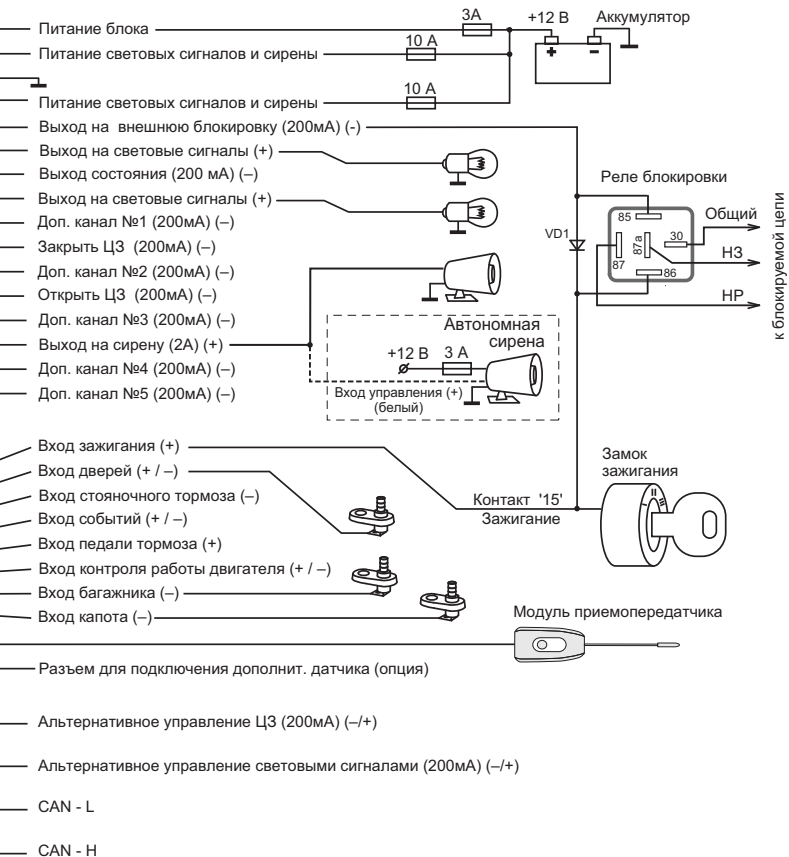 3А
+12 В
Аккумулятор
Питание блока
10 А
Питание световых сигналов и сирены
+
–
10 А
Питание световых сигналов и сирены
Выход на внешнюю блокировку (200мА) (-)
Выход на световые сигналы (+)
Выход состояния (200 мА) (–)
Реле блокировки
Выход на световые сигналы (+)
85
Общий
Доп. канал №1 (200мА) (–)
VD1
87a
30
Закрыть ЦЗ (200мА) (–)
НЗ
87
86
Доп. канал №2 (200мА) (–)
Открыть ЦЗ (200мА) (–)
НР
к блокируемой цепи
Доп. канал №3 (200мА) (–)
Автономная
сирена
Выход на сирену (2А) (+)
+12 В
3 А
Доп. канал №4 (200мА) (–)
Доп. канал №5 (200мА) (–)
Вход управления (+)
(белый)
Вход зажигания (+)
Замок
зажигания
Вход дверей (+ / –)
Вход стояночного тормоза (–)
Контакт '15'
Зажигание
I
II
III
Вход событий (+ / –)
Вход педали тормоза (+)
Вход контроля работы двигателя (+ / –)
Вход багажника (–)
Вход капота (–)
Модуль приемопередатчика
Разъем для подключения дополнит. датчика (опция)
Альтернативное управление ЦЗ (200мА) (–/+)
Альтернативное управление световыми сигналами (200мА) (–/+)
CAN - L
CAN - H